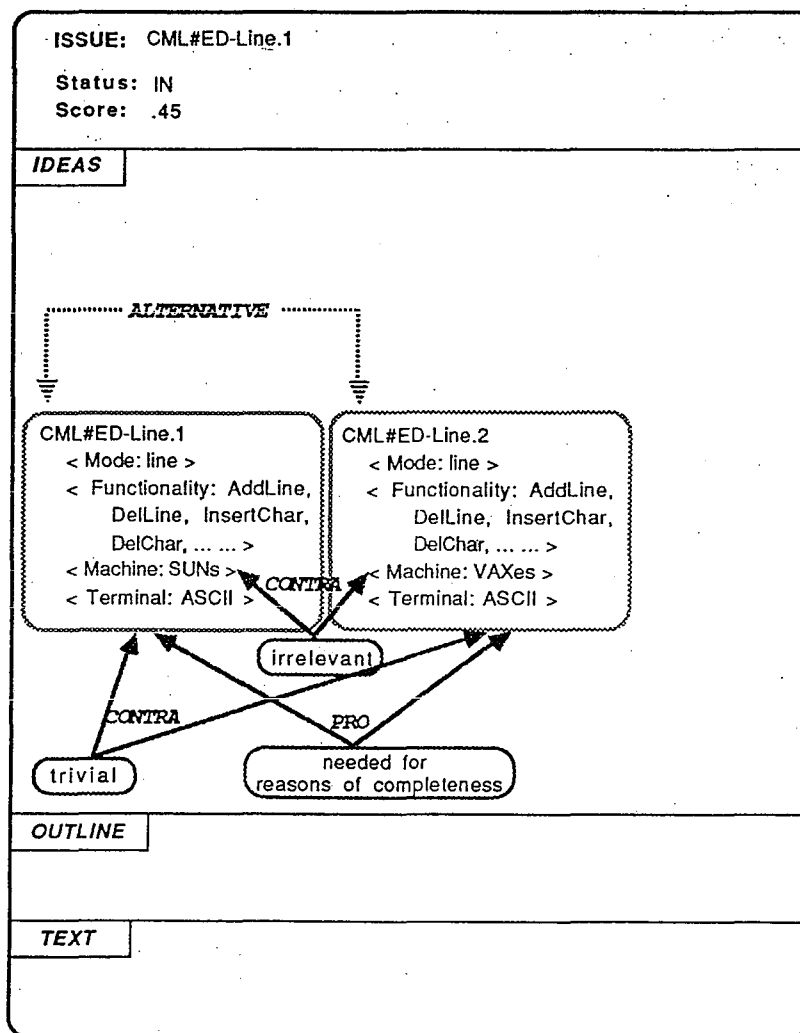 ISSUE: CML#ED-Line.1
Status: IN
Score: .45
IDEAS
ALTERNATIVE
CML#ED-Line.1
< Mode: line >
< Functionality: AddLine,
DelLine, InsertChar,
DelChar, ... ... >
< Machine: SUNs >
< Terminal: ASCII >
CML#ED-Line.2
< Mode: line >
< Functionality: AddLine,
DelLine, InsertChar,
DelChar, ... ... >
< Machine: VAXes >
< Terminal: ASCII >
CONTRA
irrelevant
CONTRA
PRO
trivial
needed for
reasons of completeness
OUTLINE
TEXT